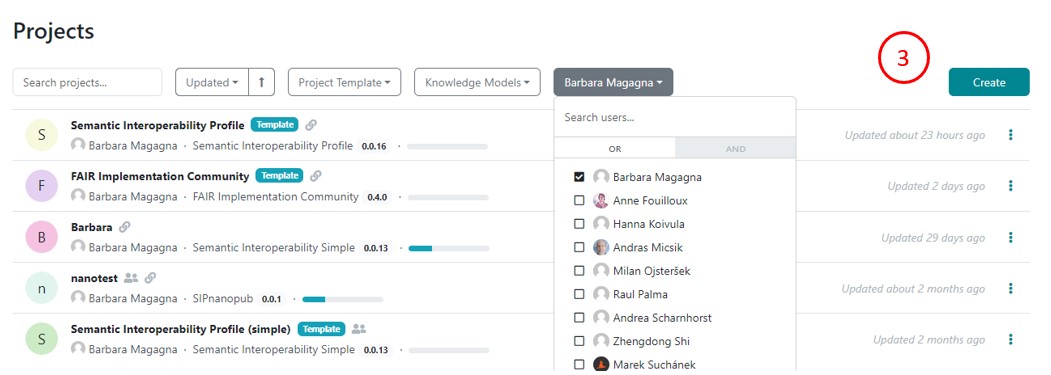 Projects
3
Search projects...
Updated
Project Template
Knowledge Models
Barbara Magagna
Create
Search users...
OR
AND
Barbara Magagna
Anne Fouilloux
Hanna Koivula
Andras Micsik
Milan Ojsteršek
Raul Palma
Andrea Scharnhorst
Zhengdong Shi
Marek Suchánek
S
Semantic Interoperability Profile Template
Barbara Magagna · Semantic Interoperability Profile 0.0.16 ·
Updated about 23 hours ago
F
FAIR Implementation Community Template
Barbara Magagna · FAIR Implementation Community 0.4.0 ·
Updated 2 days ago
B
Barbara
Barbara Magagna · Semantic Interoperability Simple 0.0.13 ·
Updated 29 days ago
n
nanotest
Barbara Magagna · SIPnanopub 0.0.1 ·
Updated about 2 months ago
S
Semantic Interoperability Profile (simple) Template
Barbara Magagna · Semantic Interoperability Simple 0.0.13 ·
Updated 2 months ago